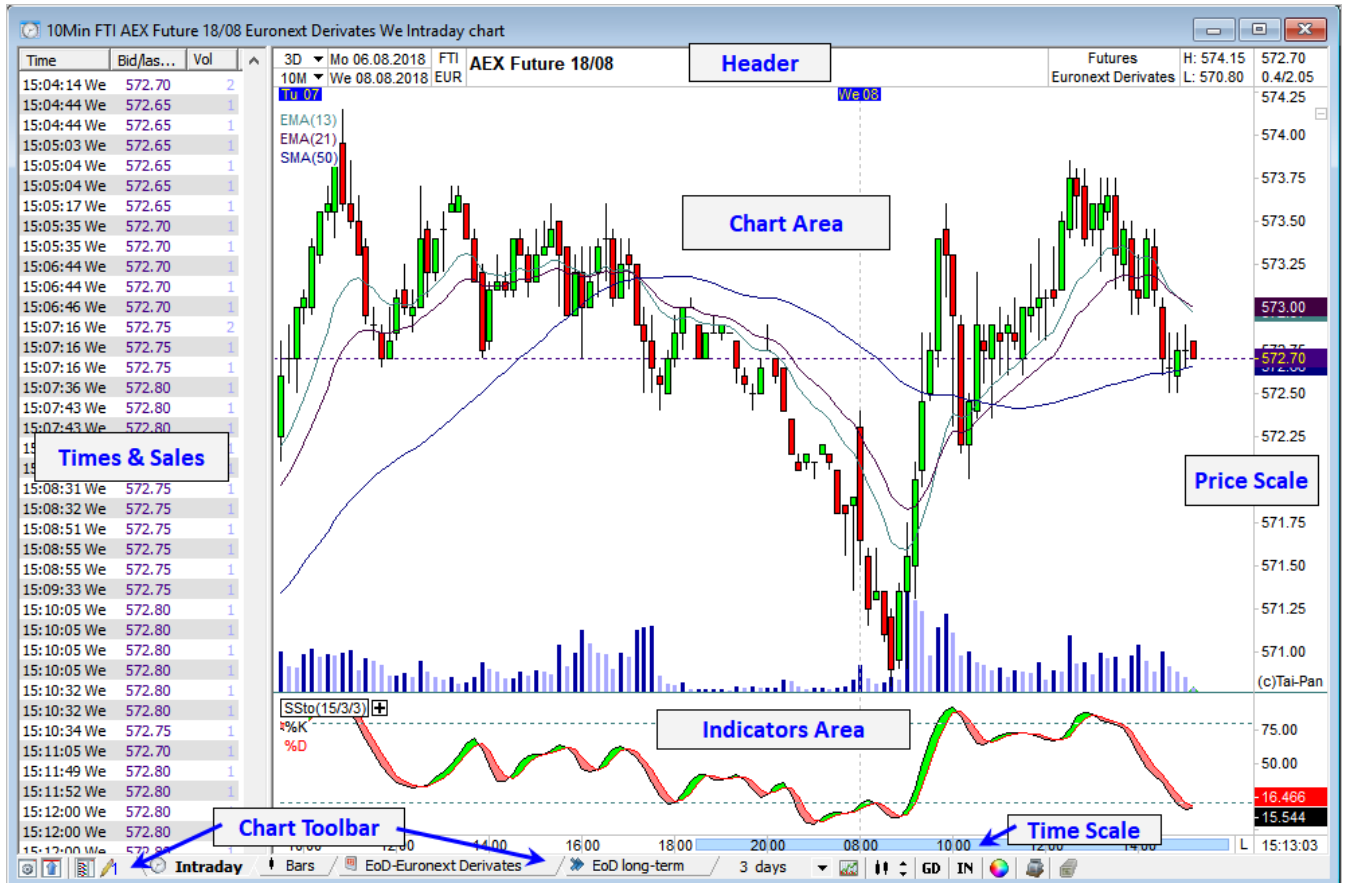 10Min FTI AEX Future 18/08 Euronext Derivates We Intraday chart
Time Bid/las... Vol
15:04:14 We 572.70 2
15:04:44 We 572.65 1
15:04:44 We 572.65 1
15:05:03 We 572.65 1
15:05:04 We 572.65 1
15:05:04 We 572.65 1
15:05:17 We 572.65 1
15:05:35 We 572.70 1
15:05:35 We 572.70 1
15:06:44 We 572.70 1
15:06:44 We 572.70 1
15:06:46 We 572.70 1
15:07:16 We 572.75 2
15:07:16 We 572.75 1
15:07:16 We 572.75 1
15:07:36 We 572.80 1
15:07:43 We 572.80 1
15:07:43 We 572.80 1
Times & Sales
15:08:31 We 572.75 1
15:08:32 We 572.75 1
15:08:51 We 572.75 1
15:08:55 We 572.75 1
15:08:55 We 572.75 1
15:09:33 We 572.75 1
15:10:05 We 572.80 1
15:10:05 We 572.80 1
15:10:05 We 572.80 1
15:10:05 We 572.80 1
15:10:32 We 572.80 1
15:10:32 We 572.80 1
15:10:34 We 572.75 1
15:11:05 We 572.70 1
15:11:49 We 572.80 1
15:11:52 We 572.80 1
15:12:00 We 572.80
15:12:00 We 572.80
15:12:00 We 572.80
3D Mo 06.08.2018 FTI AEX Future 18/08
10M We 08.08.2018 EUR
Header
Futures H: 574.15 572.70
Euronext Derivates L: 570.80 0.4/2.05
Tu 07 We 08
EMA(13)
EMA(21)
SMA(50)
Chart Area
574.25
574.00
573.75
573.50
573.25
573.00
572.70
572.50
572.25
Price Scale
571.75
571.50
571.25
571.00
(c)Tai-Pan
SSto(15/3/3)
%K
%D
Indicators Area
75.00
50.00
16.466
15.544
Chart Toolbar
Time Scale
16:00 18:00 20:00 08:00 10:00 L 15:13:03
Intraday Bars EoD-Euronext Derivates EoD long-term 3 days GD IN